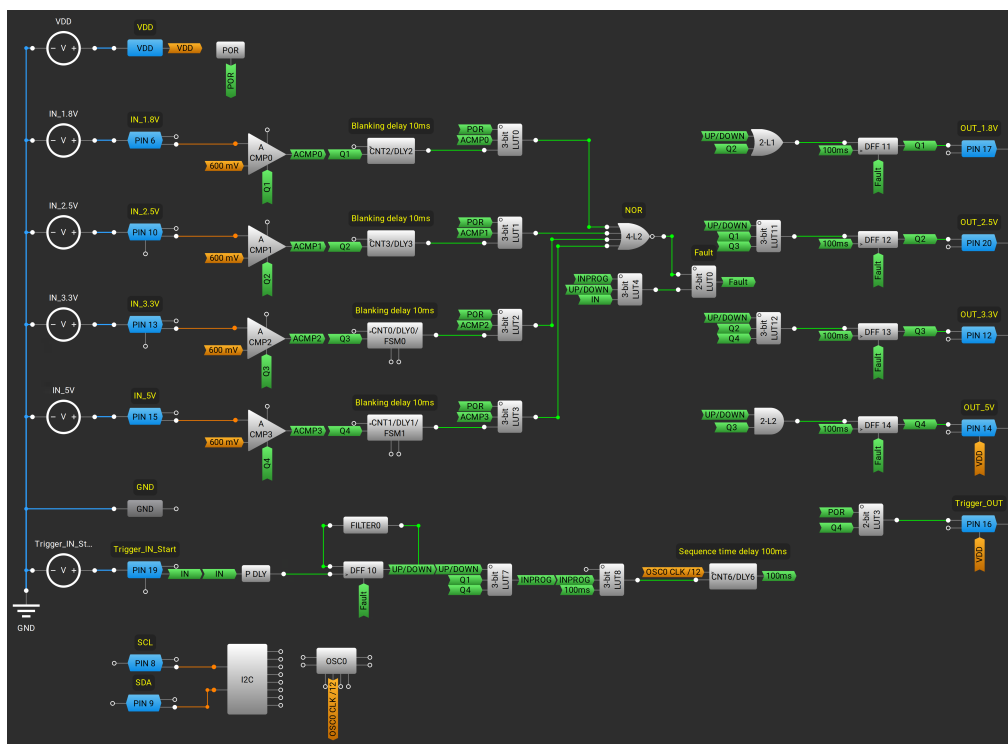 VDD
VDD
VDD
VDD
POR
POR
- V +
IN_1.8V
IN_1.8V
- V +
PIN 6
600 mV
A
CMP0
Q1
ACMP0
Q1
Blanking delay 10ms
CNT2/DLY2
POR
ACMP0
3-bit
LUT0
UP/DOWN
Q2
2-L1
100ms
DFF 11
Fault
Q1
OUT_1.8V
PIN 17
IN_2.5V
IN_2.5V
- V +
PIN 10
600 mV
A
CMP1
Q2
ACMP1
Q2
Blanking delay 10ms
CNT3/DLY3
POR
ACMP1
3-bit
LUT1
NOR
4-L2
Fault
INPROG
UP/DOWN
IN
3-bit
LUT4
2-bit
LUT0
Fault
UP/DOWN
Q1
Q3
3-bit
LUT11
100ms
DFF 12
Fault
Q2
OUT_2.5V
PIN 20
IN_3.3V
IN_3.3V
- V +
PIN 13
600 mV
A
CMP2
Q3
ACMP2
Q3
Blanking delay 10ms
CNT0/DLY0/
FSM0
POR
ACMP2
3-bit
LUT2
UP/DOWN
Q2
Q4
3-bit
LUT12
100ms
DFF 13
Fault
Q3
OUT_3.3V
PIN 12
IN_5V
IN_5V
- V +
PIN 15
600 mV
A
CMP3
Q4
ACMP3
Q4
Blanking delay 10ms
CNT1/DLY1/
FSM1
POR
ACMP3
3-bit
LUT3
UP/DOWN
Q3
2-L2
100ms
DFF 14
Fault
Q4
OUT_5V
PIN 14
VDD
GND
GND
POR
Q4
2-bit
LUT3
Trigger_OUT
PIN 16
VDD
Trigger_IN_St...
Trigger_IN_Start
- V +
PIN 19
IN
IN
P DLY
FILTER0
DFF 10
Fault
UP/DOWN
UP/DOWN
Q1
Q4
3-bit
LUT7
INPROG
INPROG
100ms
3-bit
LUT8
Sequence time delay 100ms
OSC0 CLK /12
CNT6/DLY6
100ms
GND
SCL
PIN 8
SDA
PIN 9
I2C
OSC0
OSC0 CLK /12